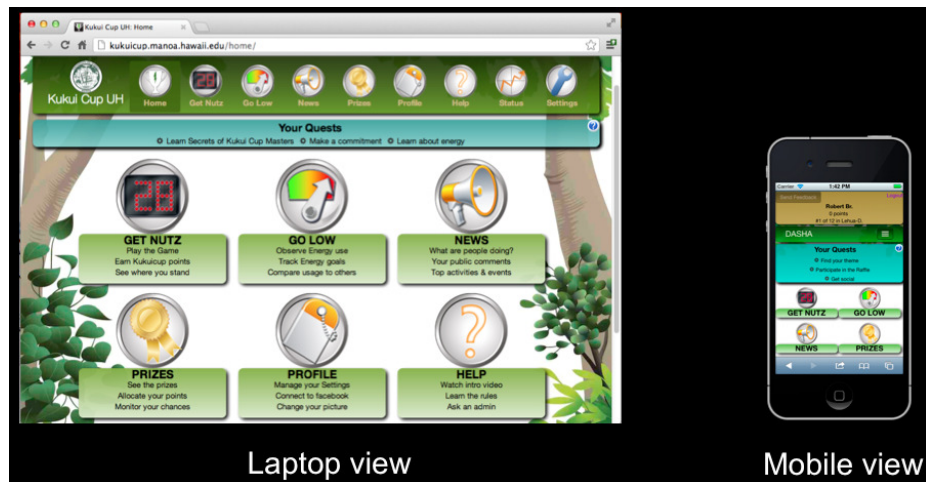 Kukui Cup UH: Home
kukuicup.manoa.hawaii.edu/home/
Kukui Cup UH
Home
Get Nutz
Go Low
News
Prizes
Profile
Help
Status
Settings
Your Quests
Learn Secrets of Kukui Cup Masters Make a commitment Learn about energy
28
GET NUTZ
Play the Game
Earn Kukuicup points
See where you stand
GO LOW
Observe Energy use
Track Energy goals
Compare usage to others
NEWS
What are people doing?
Your public comments
Top activities & events
PRIZES
See the prizes
Allocate your points
Monitor your chances
PROFILE
Manage your Settings
Connect to facebook
Change your picture
?
HELP
Watch intro video
Learn the rules
Ask an admin
Laptop view
Carrier 1:42 PM
Send Feedback
Logout
Robert Br.
0 points
#1 of 12 in Lehua-D.
DASHA
Your Quests
Find your theme
Participate in the Raffle
Get social
GET NUTZ
GO LOW
NEWS
PRIZES
Mobile view